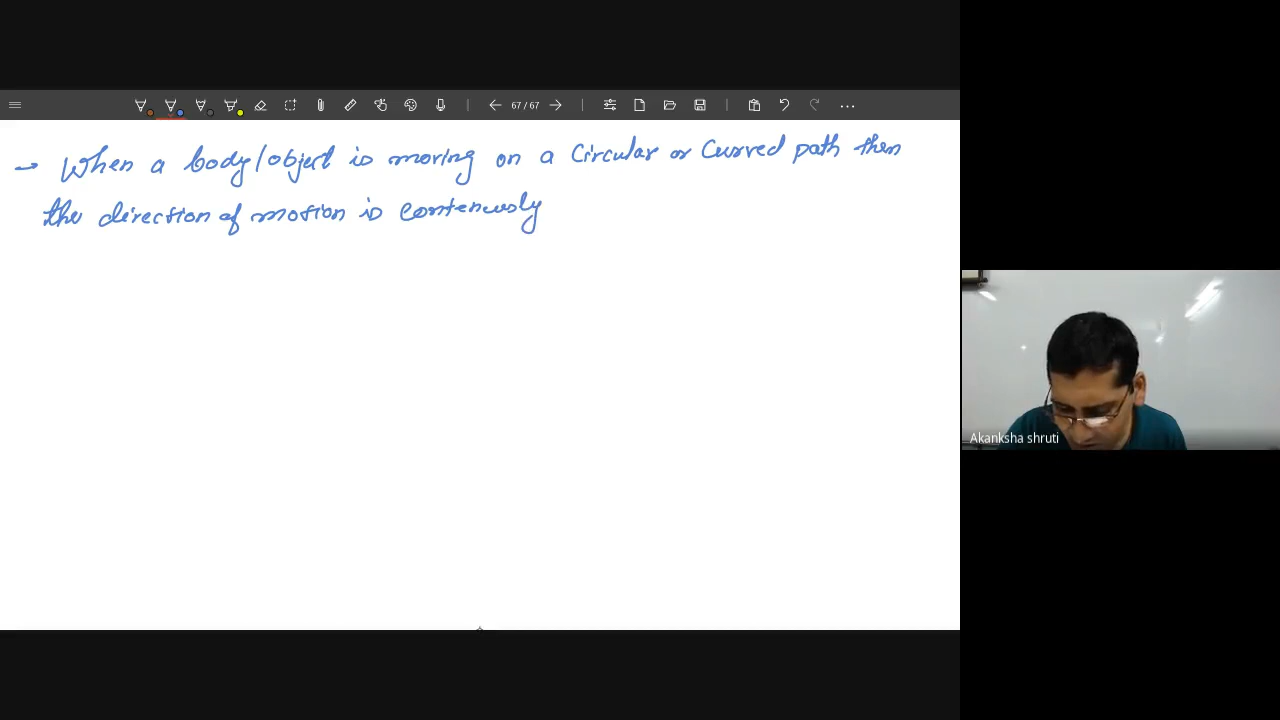 67/67
→ When a body/object is moving on a Circular or Curved path then
the direction of motion is contenuosly
Akanksha shruti